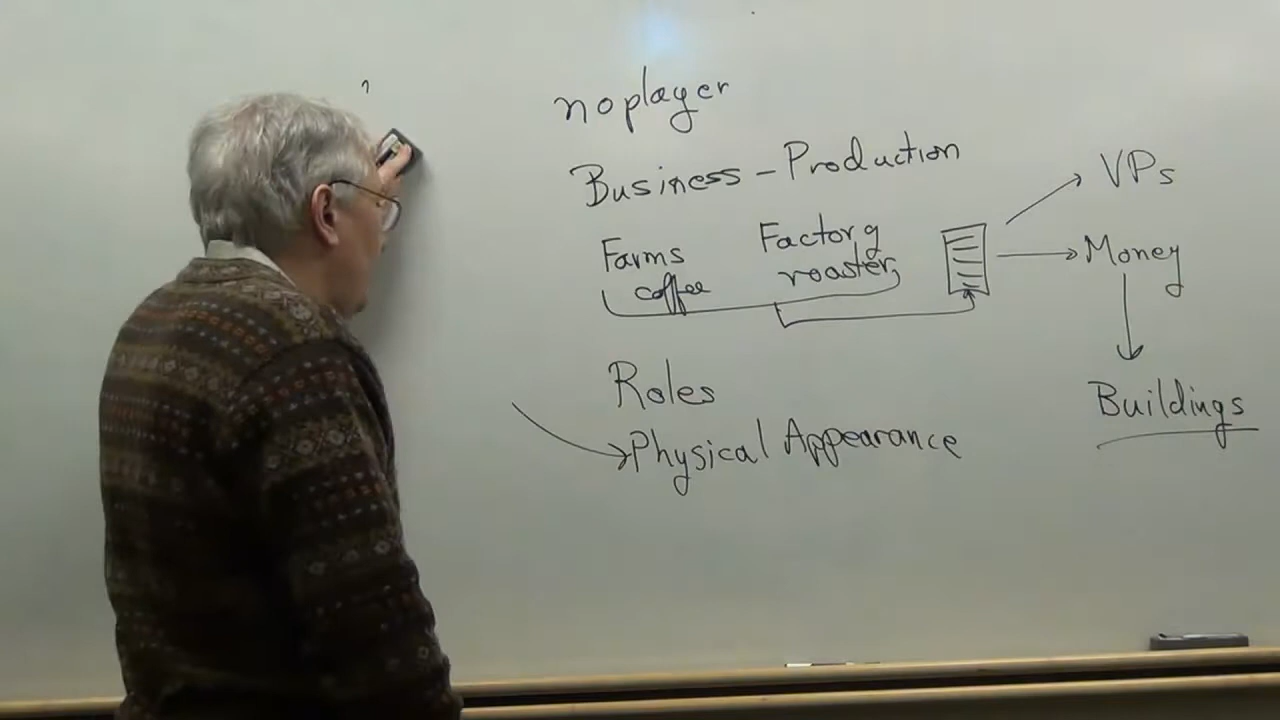 noplayer
Business - Production
VPs
Farms Factory
coffee roaster
Money
Roles
Physical Appearance
Buildings